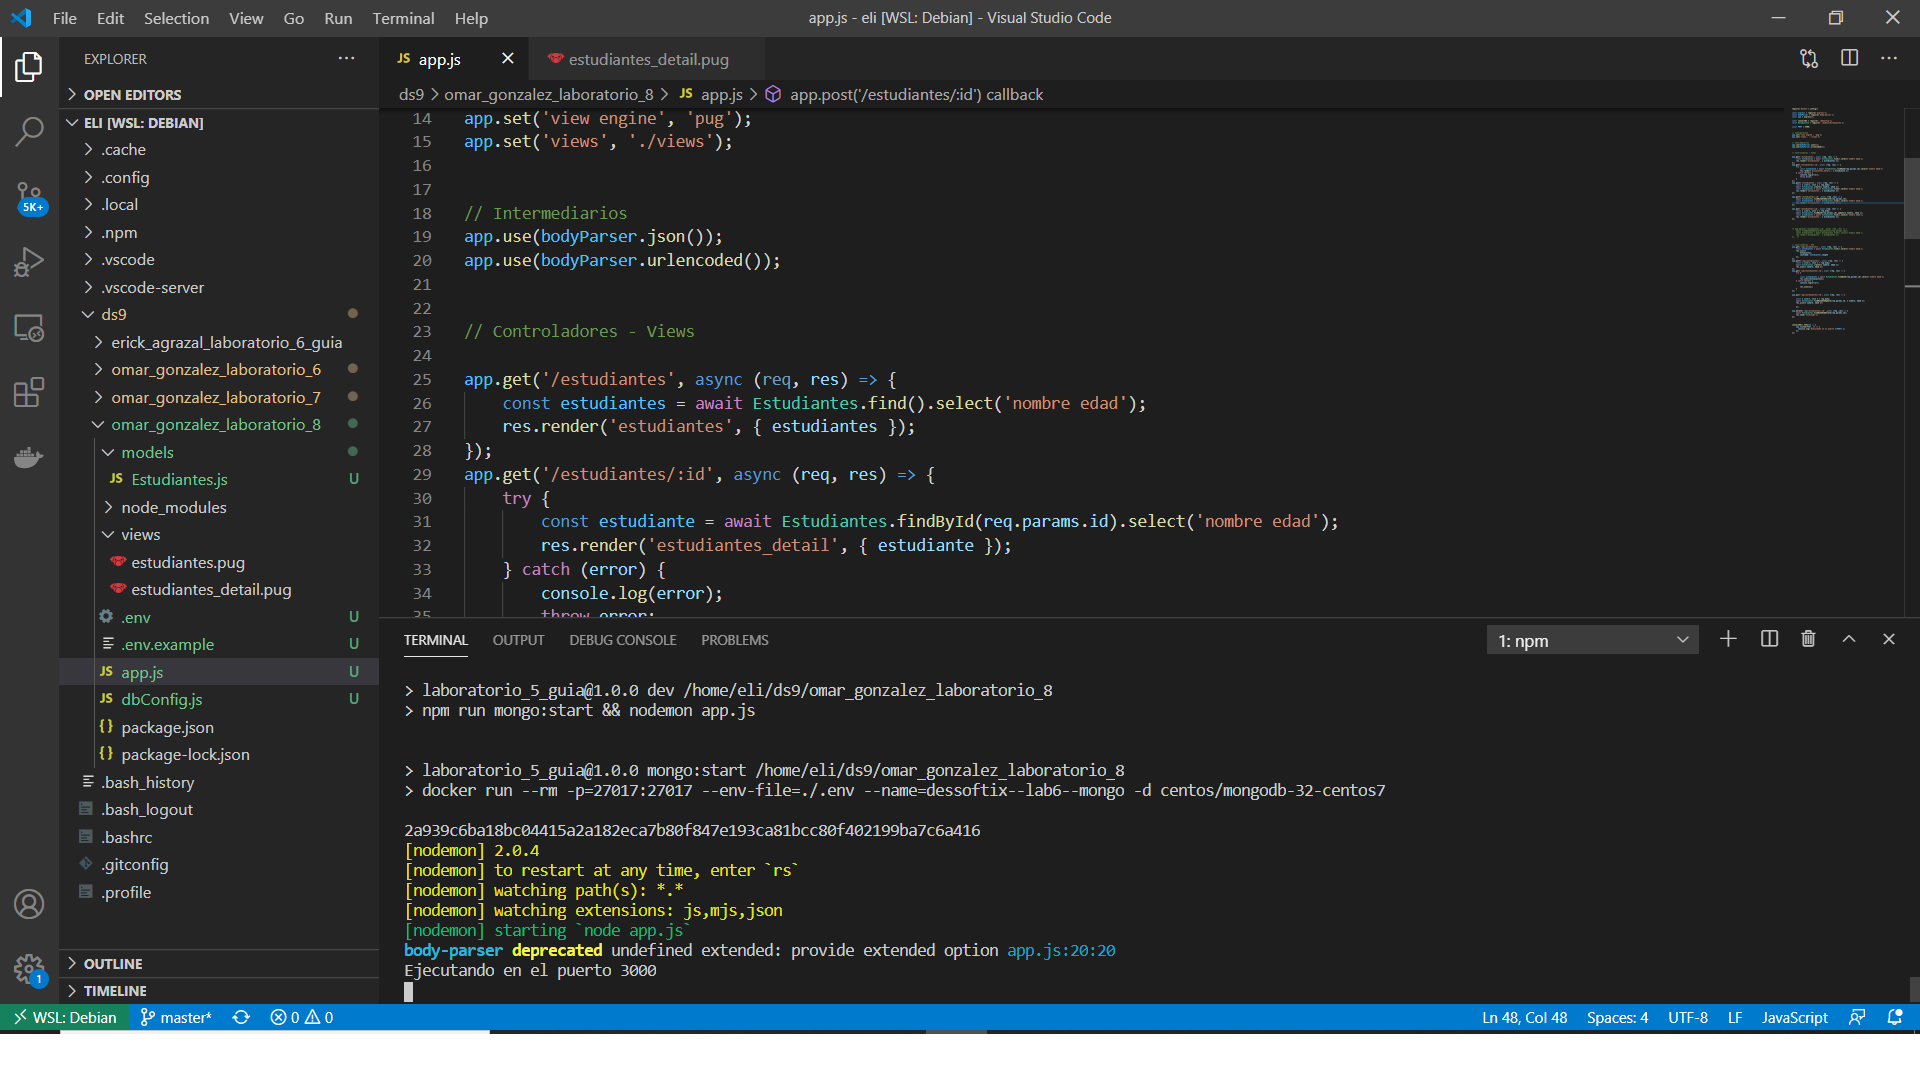 File Edit Selection View Go Run Terminal Help
app.js - eli [WSL: Debian] - Visual Studio Code
EXPLORER
OPEN EDITORS
ELI [WSL: DEBIAN]
.cache
.config
.local
.npm
.vscode
.vscode-server
ds9
erick_agrazal_laboratorio_6_guia
omar_gonzalez_laboratorio_6
omar_gonzalez_laboratorio_7
omar_gonzalez_laboratorio_8
models
JS Estudiantes.js U
node_modules
views
estudiantes.pug
estudiantes_detail.pug
.env U
.env.example U
JS app.js U
JS dbConfig.js U
{} package.json
{} package-lock.json
.bash_history
.bash_logout
.bashrc
.gitconfig
.profile
OUTLINE
TIMELINE
5K+
1
JS app.js
estudiantes_detail.pug
ds9 > omar_gonzalez_laboratorio_8 > JS app.js > app.post('/estudiantes/:id') callback
14 app.set('view engine', 'pug');
15 app.set('views', './views');
16
17
18 // Intermediarios
19 app.use(bodyParser.json());
20 app.use(bodyParser.urlencoded());
21
22
23 // Controladores - Views
24
25 app.get('/estudiantes', async (req, res) => {
26 const estudiantes = await Estudiantes.find().select('nombre edad');
27 res.render('estudiantes', { estudiantes });
28 });
29 app.get('/estudiantes/:id', async (req, res) => {
30 try {
31 const estudiante = await Estudiantes.findById(req.params.id).select('nombre edad');
32 res.render('estudiantes_detail', { estudiante });
33 } catch (error) {
34 console.log(error);
35 throw error;
TERMINAL OUTPUT DEBUG CONSOLE PROBLEMS
1: npm
> laboratorio_5_guia@1.0.0 dev /home/eli/ds9/omar_gonzalez_laboratorio_8
> npm run mongo:start && nodemon app.js
> laboratorio_5_guia@1.0.0 mongo:start /home/eli/ds9/omar_gonzalez_laboratorio_8
> docker run --rm -p=27017:27017 --env-file=./.env --name=dessoftix--lab6--mongo -d centos/mongodb-32-centos7
2a939c6ba18bc04415a2a182eca7b80f847e193ca81bcc80f402199ba7c6a416
[nodemon] 2.0.4
[nodemon] to restart at any time, enter `rs`
[nodemon] watching path(s): *.*
[nodemon] watching extensions: js,mjs,json
[nodemon] starting `node app.js`
body-parser deprecated undefined extended: provide extended option app.js:20:20
Ejecutando en el puerto 3000
WSL: Debian master* 0 0
Ln 48, Col 48 Spaces: 4 UTF-8 LF JavaScript